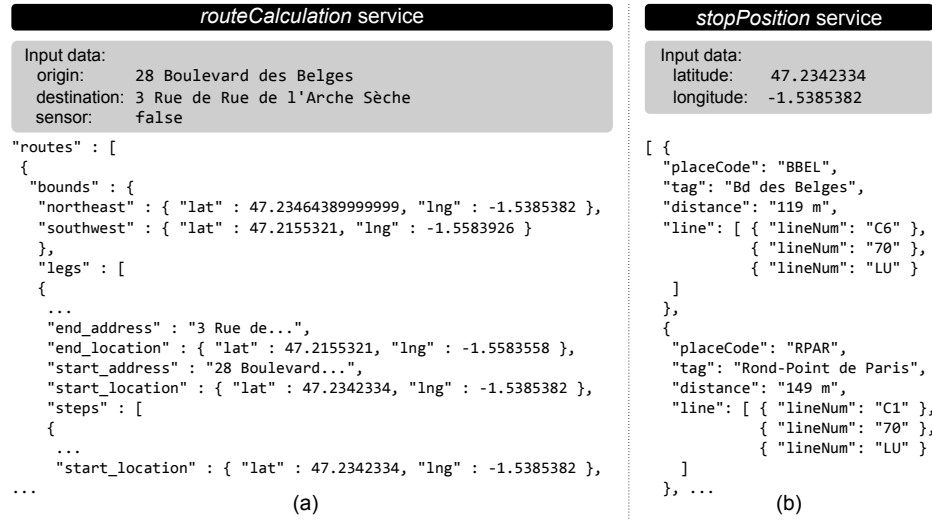 routeCalculation service
Input data:
origin: 28 Boulevard des Belges
destination: 3 Rue de Rue de l'Arche Sèche
sensor: false
"routes" : [
{
"bounds" : {
"northeast" : { "lat" : 47.23464389999999, "lng" : -1.5385382 },
"southwest" : { "lat" : 47.2155321, "lng" : -1.5583926 }
},
"legs" : [
{
...
"end_address" : "3 Rue de...",
"end_location" : { "lat" : 47.2155321, "lng" : -1.5583558 },
"start_address" : "28 Boulevard...",
"start_location" : { "lat" : 47.2342334, "lng" : -1.5385382 },
"steps" : [
{
...
"start_location" : { "lat" : 47.2342334, "lng" : -1.5385382 },
...
(a)
stopPosition service
Input data:
latitude: 47.2342334
longitude: -1.5385382
[ {
"placeCode": "BBEL",
"tag": "Bd des Belges",
"distance": "119 m",
"line": [ { "lineNum": "C6" },
{ "lineNum": "70" },
{ "lineNum": "LU" }
]
},
{
"placeCode": "RPAR",
"tag": "Rond-Point de Paris",
"distance": "149 m",
"line": [ { "lineNum": "C1" },
{ "lineNum": "70" },
{ "lineNum": "LU" }
]
}, ...
(b)